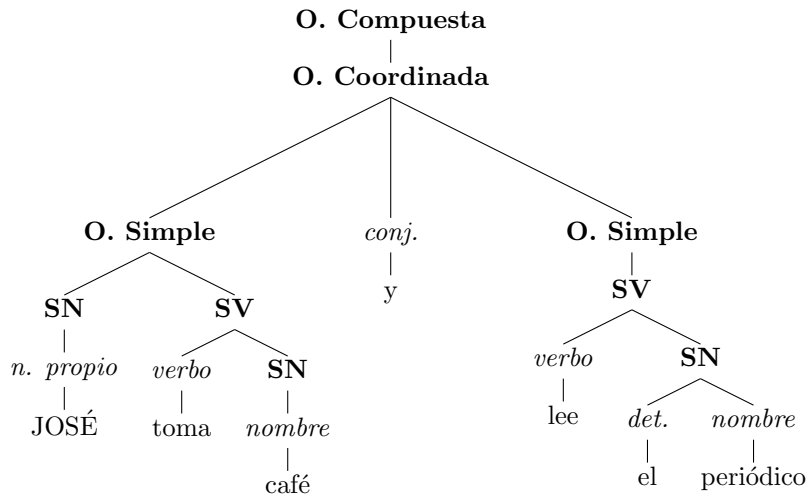 O. Compuesta
O. Coordinada
O. Simple conj. O. Simple
SN SV y SV
n. propio verbo SN verbo SN
JOSÉ toma nombre lee det. nombre
café el periódico